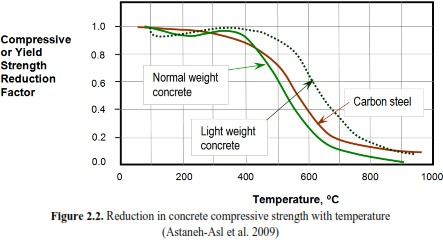 Compressive
or Yield
Strength
Reduction
Factor
1.0
0.8
0.6
0.4
0.2
0.0
Normal weight
concrete
Light weight
concrete
Carbon steel
0 200 400 600 800 1000
Temperature, ºC
Figure 2.2. Reduction in concrete compressive strength with temperature
(Astaneh-Asl et al. 2009)